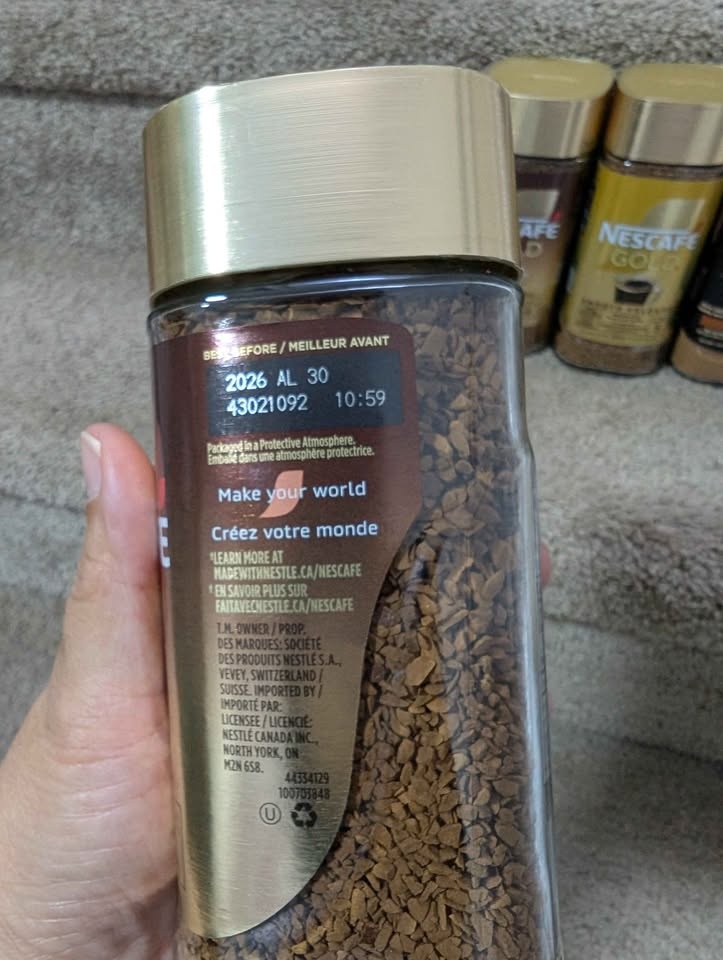 BEST BEFORE / MEILLEUR AVANT
2026 AL 30
43021092 10:59
Packaged in a Protective Atmosphere.
Emballé dans une atmosphère protectrice.
Make your world
Créez votre monde
†LEARN MORE AT
MADEWITHNESTLE.CA/NESCAFE
† EN SAVOIR PLUS SUR
FAITAVECNESTLE.CA/NESCAFE
T.M. OWNER / PROP.
DES MARQUES: SOCIÉTÉ
DES PRODUITS NESTLÉ S.A.,
VEVEY, SWITZERLAND /
SUISSE. IMPORTED BY /
IMPORTÉ PAR:
LICENSEE / LICENCIÉ:
NESTLÉ CANADA INC.,
NORTH YORK, ON
M2N 6S8.
44334129
100703848
U
E
AFÉ
D
NESCAFÉ
GOLD